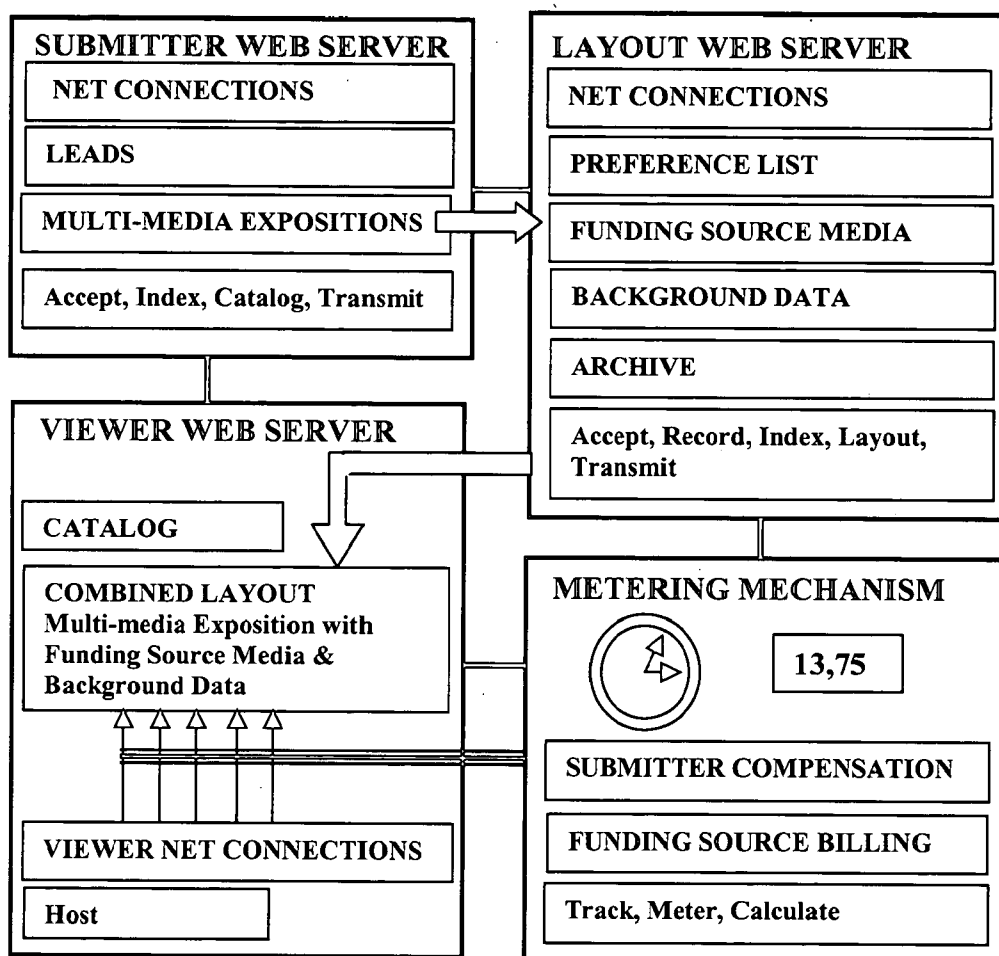 SUBMITTER WEB SERVER
NET CONNECTIONS
LEADS
MULTI-MEDIA EXPOSITIONS
Accept, Index, Catalog, Transmit
LAYOUT WEB SERVER
NET CONNECTIONS
PREFERENCE LIST
FUNDING SOURCE MEDIA
BACKGROUND DATA
ARCHIVE
Accept, Record, Index, Layout,
Transmit
VIEWER WEB SERVER
CATALOG
COMBINED LAYOUT
Multi-media Exposition with
Funding Source Media &
Background Data
VIEWER NET CONNECTIONS
Host
METERING MECHANISM
13,75
SUBMITTER COMPENSATION
FUNDING SOURCE BILLING
Track, Meter, Calculate